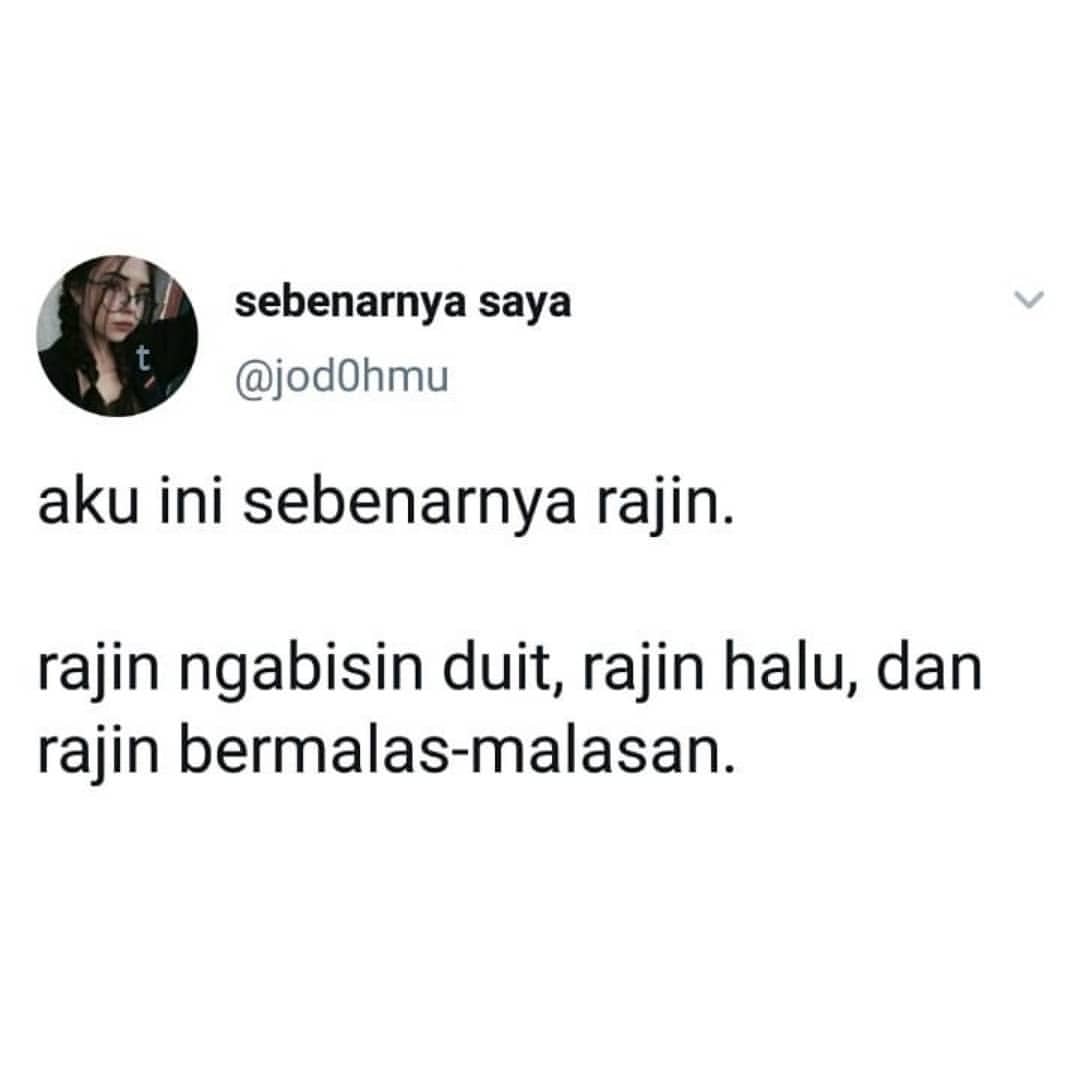 sebenarnya saya
@jod0hmu
aku ini sebenarnya rajin.
rajin ngabisin duit, rajin halu, dan
rajin bermalas-malasan.
t